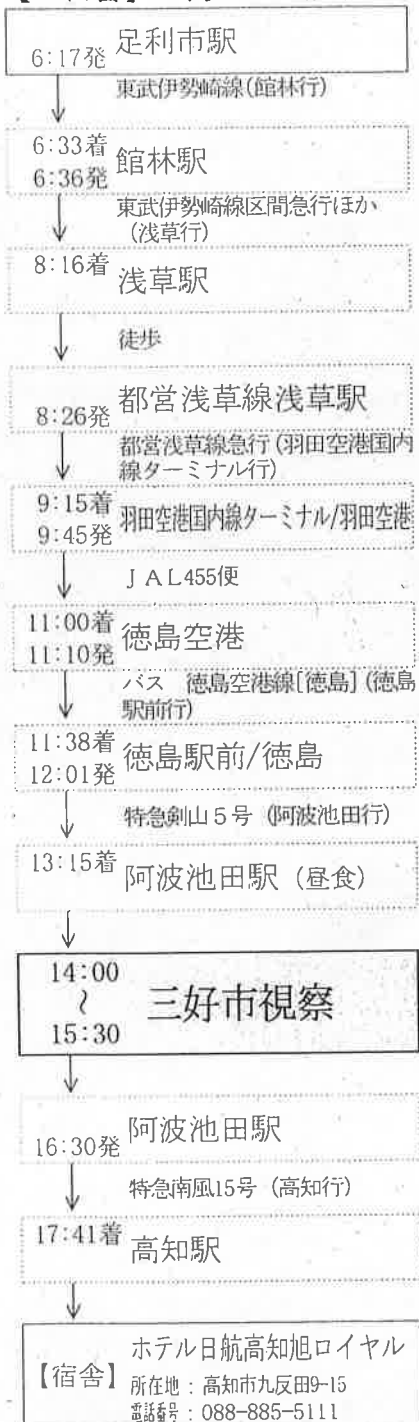 足利市駅
6:17発
東武伊勢崎線(館林行)
6:33着
6:36発
館林駅
東武伊勢崎線区間急行ほか
(浅草行)
8:16着
浅草駅
徒歩
都営浅草線浅草駅
8:26発
都営浅草線急行(羽田空港国内
線ターミナル行)
9:15着
9:45発
羽田空港国内線ターミナル/羽田空港
JAL455便
11:00着
11:10発
徳島空港
バス 徳島空港線[徳島](徳島
駅前行)
11:38着
12:01発
徳島駅前/徳島
特急剣山5号(阿波池田行)
13:15着
阿波池田駅(昼食)
14:00
~
15:30
三好市視察
阿波池田駅
16:30発
特急南風15号(高知行)
17:41着
高知駅
【宿舎】
ホテル日航高知旭ロイヤル
所在地:高知市九反田9-15
電話番号:088-885-5111